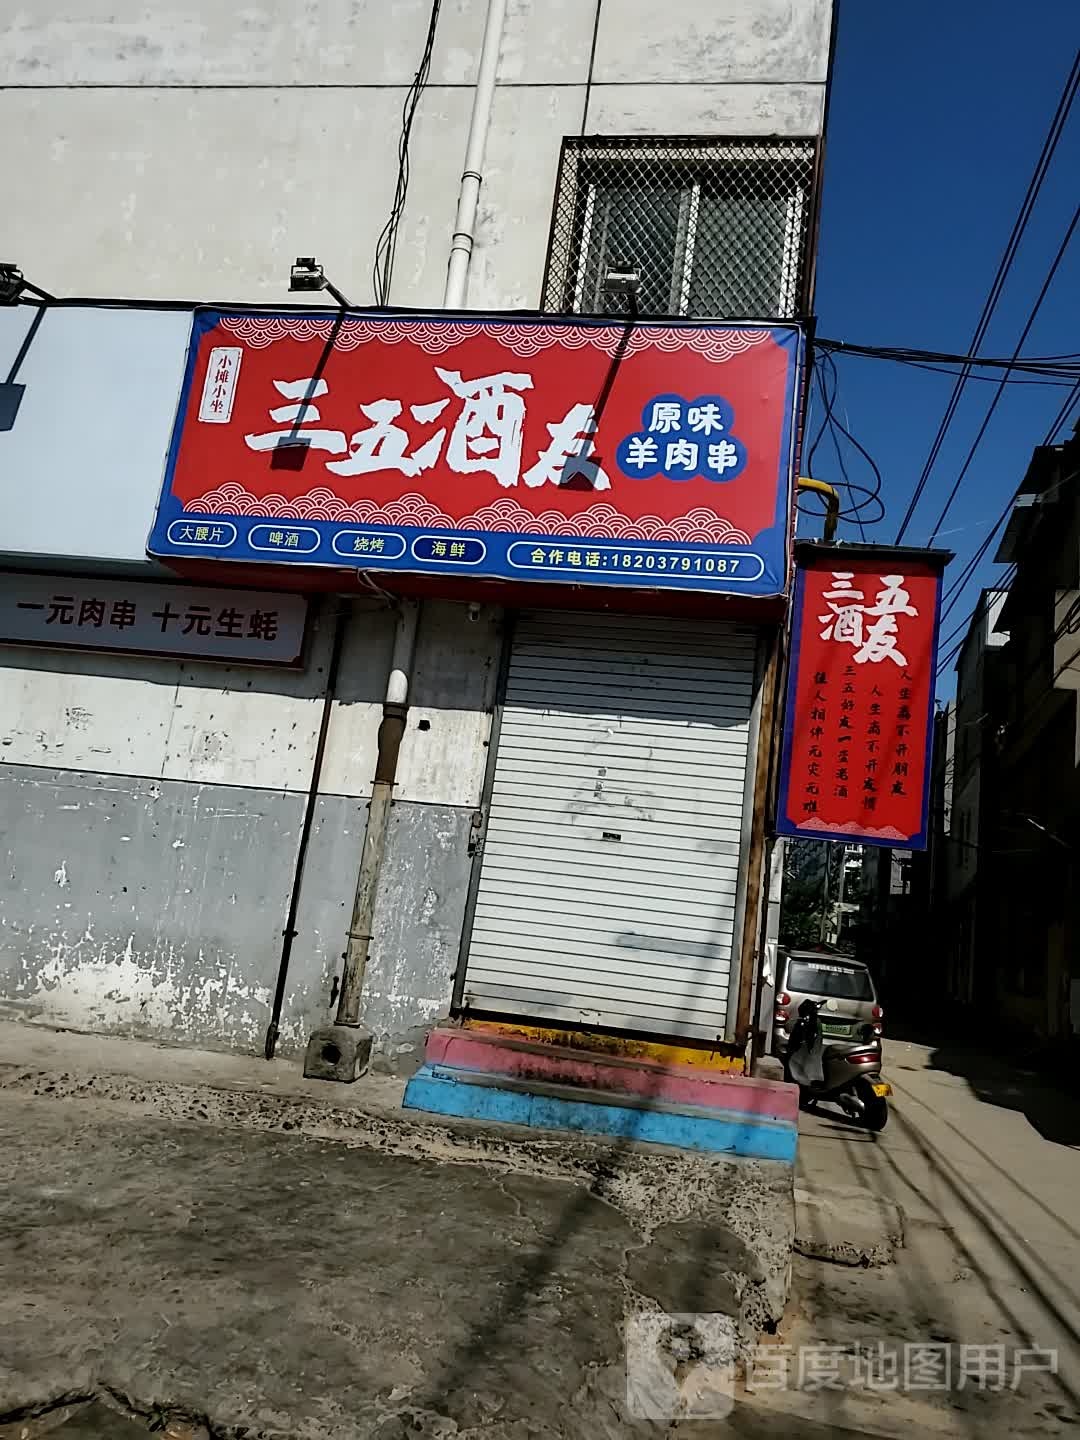 小摊小坐
三五酒友
原味
羊肉串
大腰片 啤酒 烧烤 海鲜 合作电话:18203791087
一元肉串 十元生蚝
三五
酒友
人生离不开朋友
人生离不开友情
三五好友一壶老酒
佳人相伴无灾无难
百度地图用户